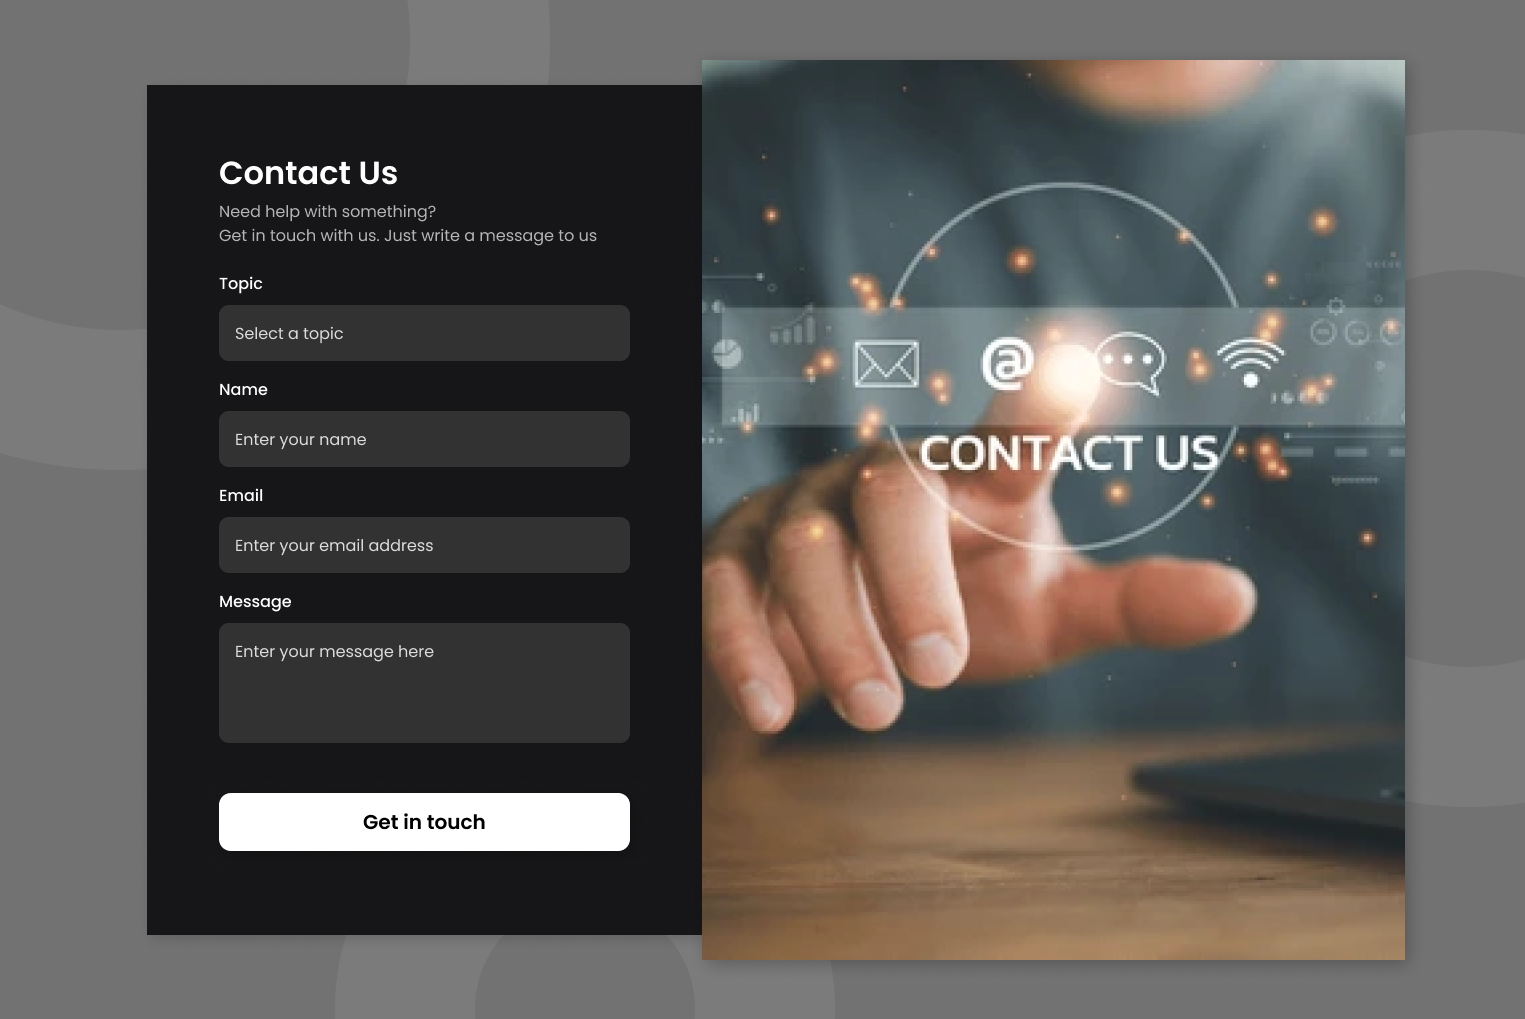 Contact Us
Need help with something?
Get in touch with us. Just write a message to us
Topic
Select a topic
Name
Enter your name
Email
Enter your email address
Message
Enter your message here
Get in touch
@
CONTACT US